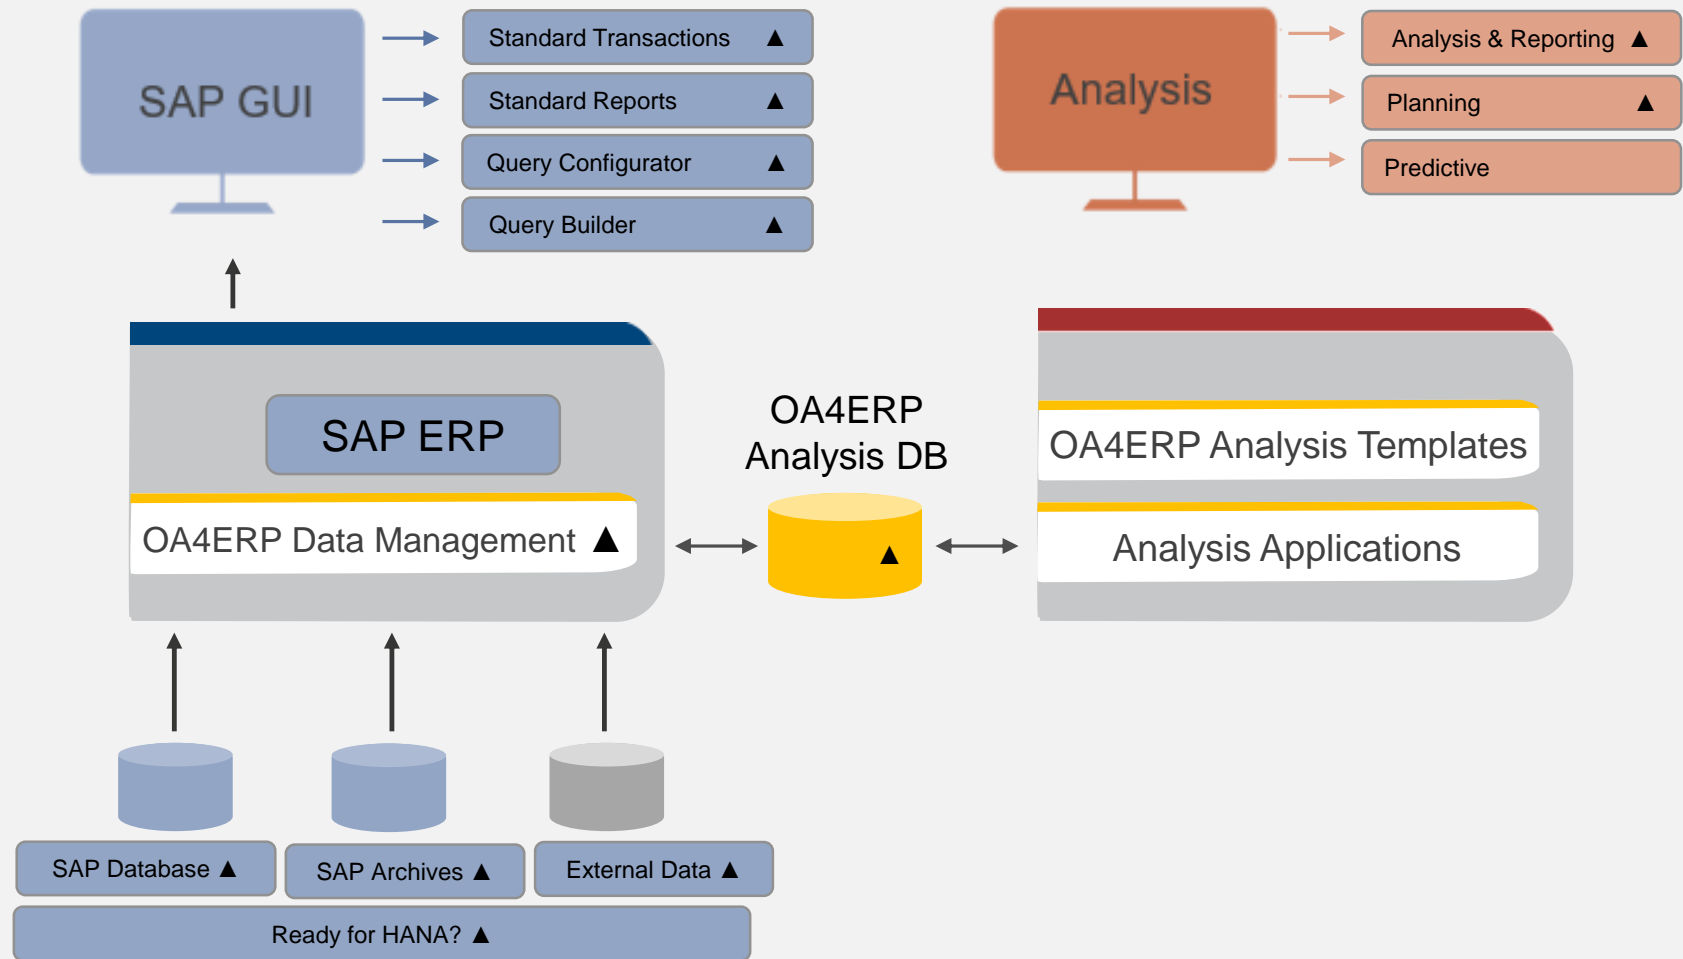 SAP GUI
Standard Transactions ▲
Standard Reports ▲
Query Configurator ▲
Query Builder ▲
Analysis
Analysis & Reporting ▲
Planning ▲
Predictive
SAP ERP
OA4ERP Data Management ▲
OA4ERP
Analysis DB
▲
OA4ERP Analysis Templates
Analysis Applications
SAP Database ▲
SAP Archives ▲
External Data ▲
Ready for HANA? ▲